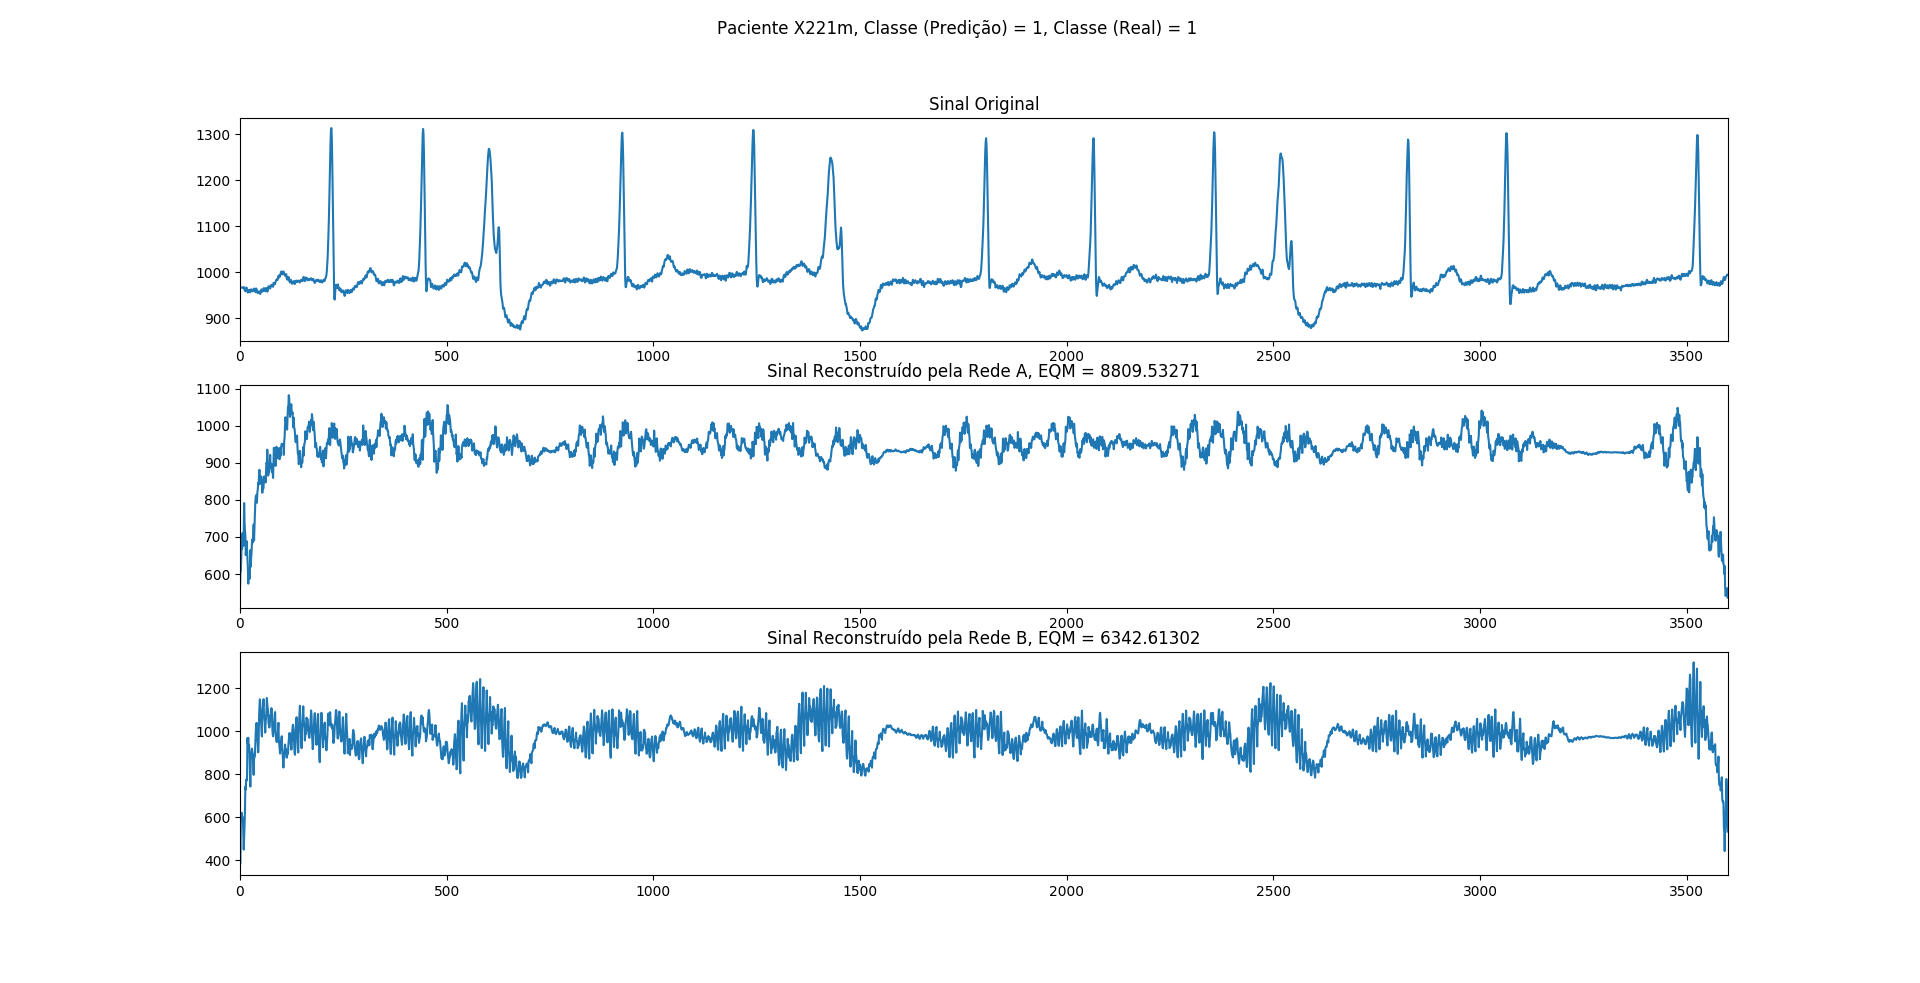 Paciente X221m, Classe (Predição) = 1, Classe (Real) = 1
Sinal Original
1300
1200
1100
1000
900
0 500 1000 1500 2000 2500 3000 3500
Sinal Reconstruído pela Rede A, EQM = 8809.53271
1100
1000
900
800
700
600
0 500 1000 1500 2000 2500 3000 3500
Sinal Reconstruído pela Rede B, EQM = 6342.61302
1200
1000
800
600
400
0 500 1000 1500 2000 2500 3000 3500